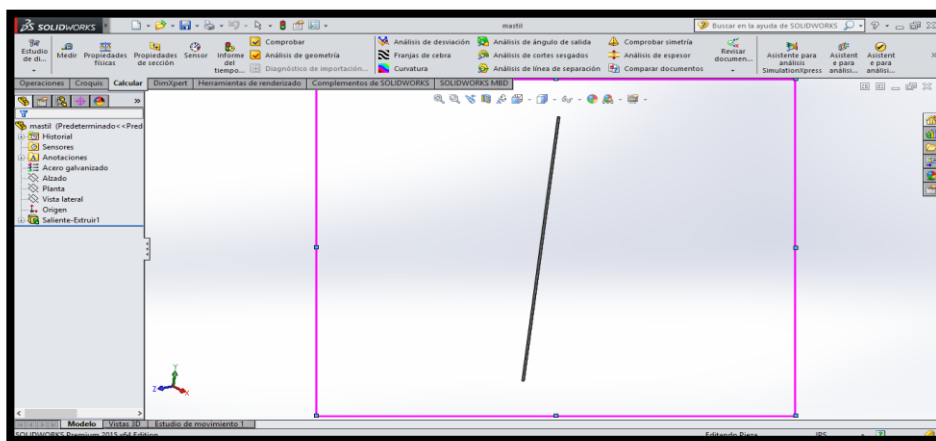 SOLIDWORKS
mastil
Buscar en la ayuda de SOLIDWORKS
Estudio de di...
Medir
Propiedades físicas
Propiedades de sección
Sensor
Informe del tiempo...
Comprobar
Análisis de geometría
Diagnóstico de importación...
Análisis de desviación
Franjas de cebra
Curvatura
Análisis de ángulo de salida
Análisis de cortes sesgados
Análisis de línea de separación
Comprobar simetría
Análisis de espesor
Comparar documentos
Revisar documen...
Asistente para análisis SimulationXpress
Asistent e para análisi...
Asistent e para análisi...
Operaciones Croquis Calcular DimXpert Herramientas de renderizado Complementos de SOLIDWORKS SOLIDWORKS MBD
mastil (Predeterminado<<Pred
Historial
Sensores
Anotaciones
Acero galvanizado
Alzado
Planta
Vista lateral
Origen
Saliente-Extruir1
Y
Z
X
Modelo Vistas 3D Estudio de movimiento 1
SOLIDWORKS Premium 2015 x64 Edition
Editando Pieza
IPS